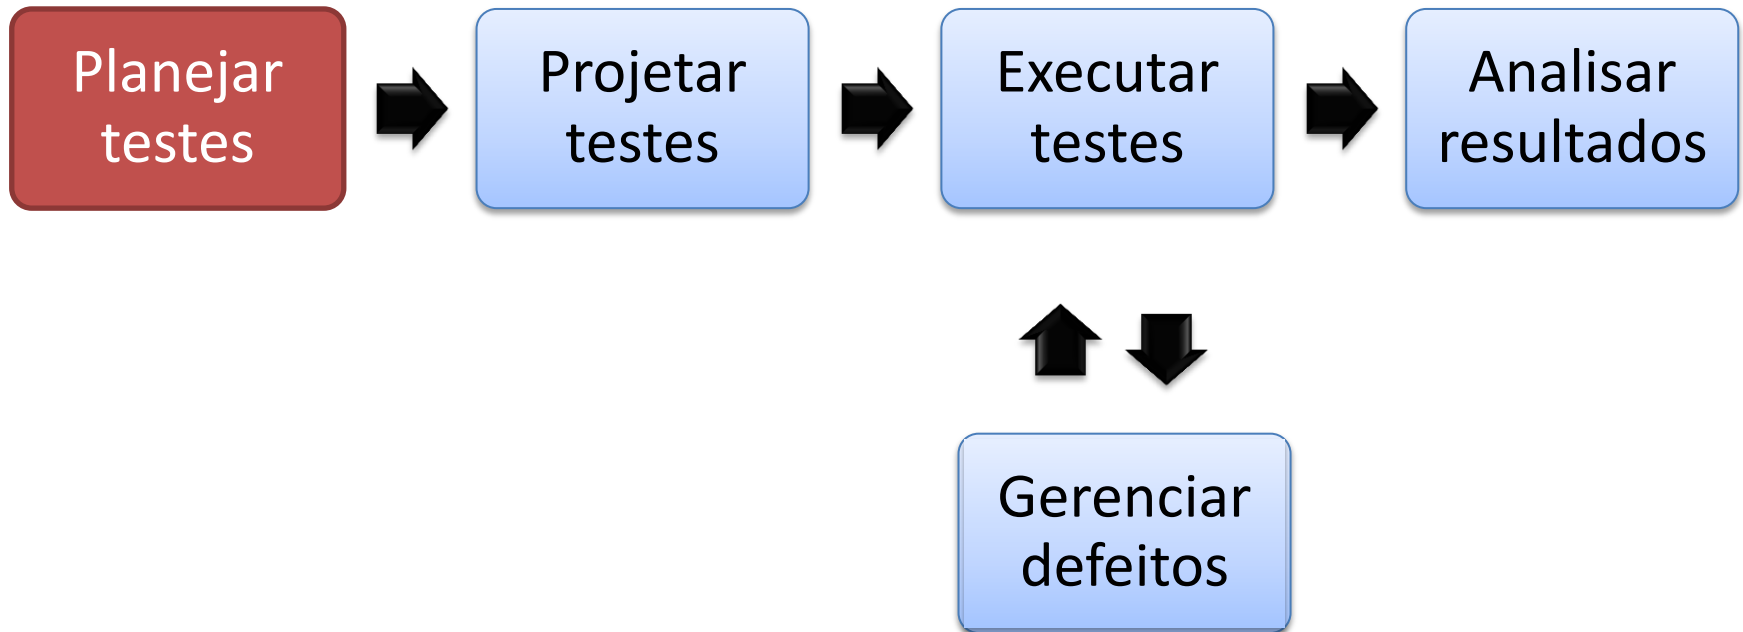 Planejar
testes
Projetar
testes
Executar
testes
Analisar
resultados
Gerenciar
defeitos